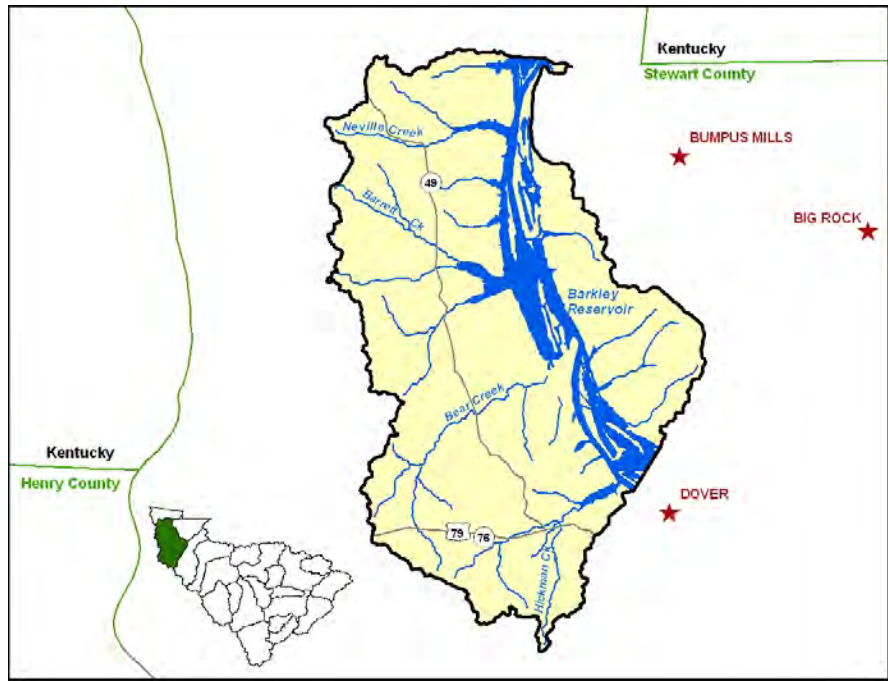 Kentucky
Stewart County
BUMPUS MILLS
Neville Creek
49
Barrett Ck
BIG ROCK
Barkley
Reservoir
Bear Creek
Kentucky
Henry County
DOVER
79
76
Hickman Ck